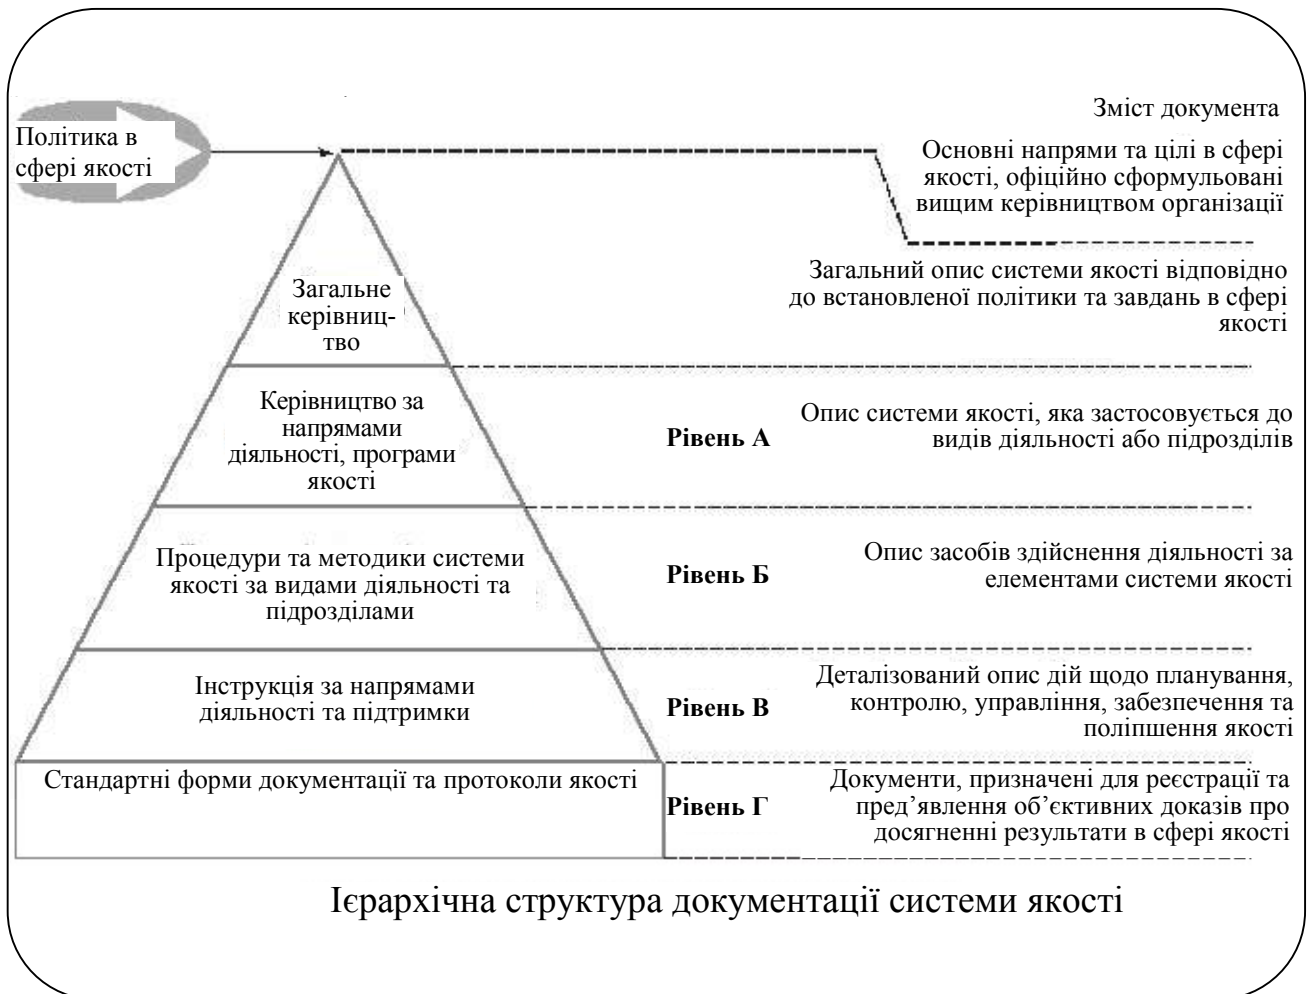 Зміст документа
Політика в
сфері якості
Основні напрями та цілі в сфері
якості, офіційно сформульовані
вищим керівництвом організації
Загальне
керівниц-
тво
Загальний опис системи якості відповідно
до встановленої політики та завдань в сфері
якості
Керівництво за
напрямами
діяльності, програми
якості
Рівень А
Опис системи якості, яка застосовується до
видів діяльності або підрозділів
Процедури та методики системи
якості за видами діяльності та
підрозділами
Рівень Б
Опис засобів здійснення діяльності за
елементами системи якості
Інструкція за напрямами
діяльності та підтримки
Рівень В
Деталізований опис дій щодо планування,
контролю, управління, забезпечення та
поліпшення якості
Стандартні форми документації та протоколи якості
Рівень Г
Документи, призначені для реєстрації та
пред’явлення об’єктивних доказів про
досягненні результати в сфері якості
Ієрархічна структура документації системи якості